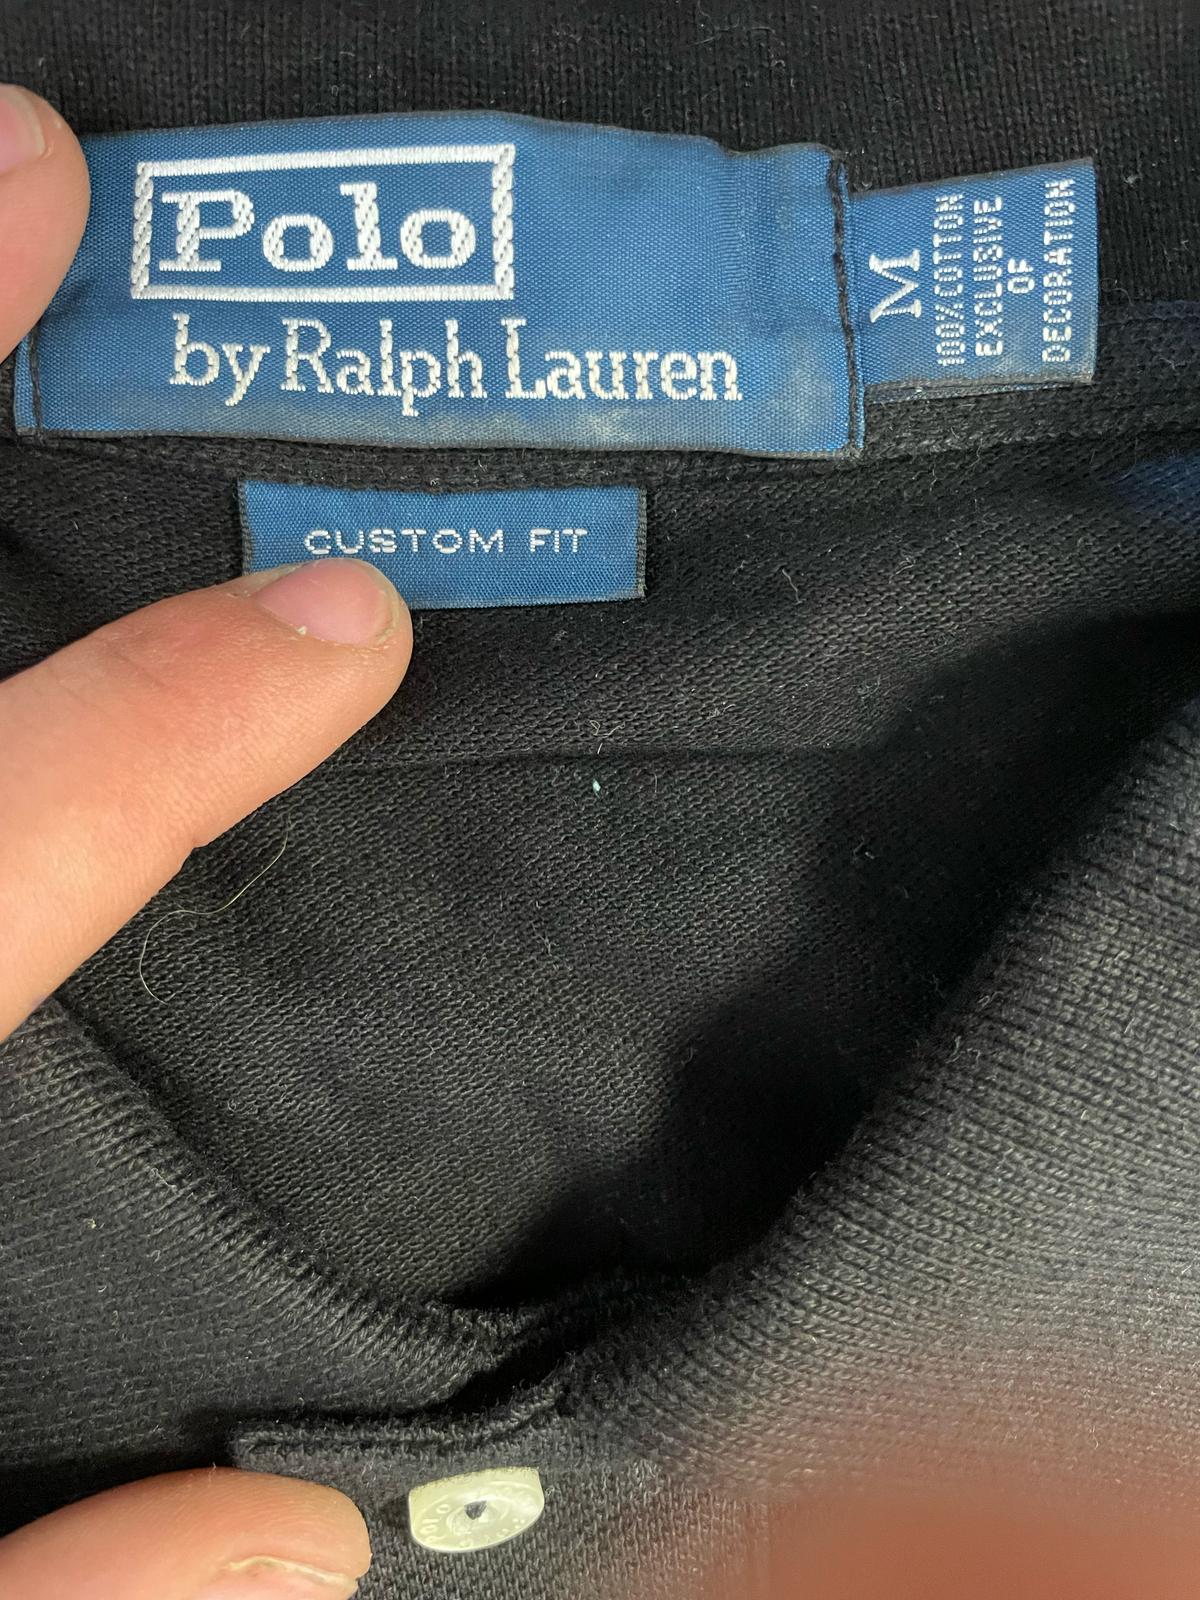 Polo
by Ralph Lauren
M
100% COTTON
EXCLUSIVE
OF
DECORATION
CUSTOM FIT